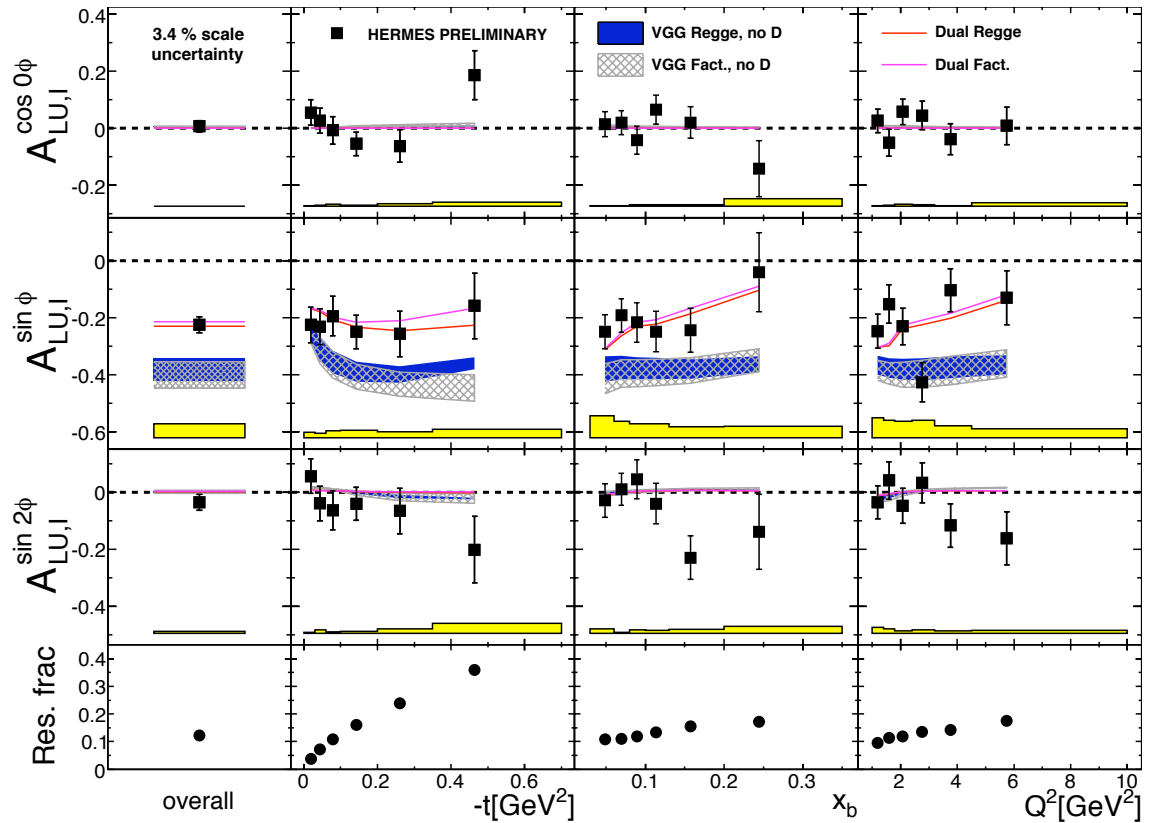 3.4 % scale
uncertainty
HERMES PRELIMINARY
VGG Regge, no D
VGG Fact., no D
Dual Regge
Dual Fact.
A_LU,I^cos 0ϕ
0.4
0.2
0
-0.2
A_LU,I^sin ϕ
0
-0.2
-0.4
-0.6
A_LU,I^sin 2ϕ
0
-0.2
-0.4
Res. frac
0.4
0.3
0.2
0.1
0
overall
0 0.2 0.4 0.6
-t[GeV²]
0.1 0.2 0.3
x_b
2 4 6 8 10
Q²[GeV²]